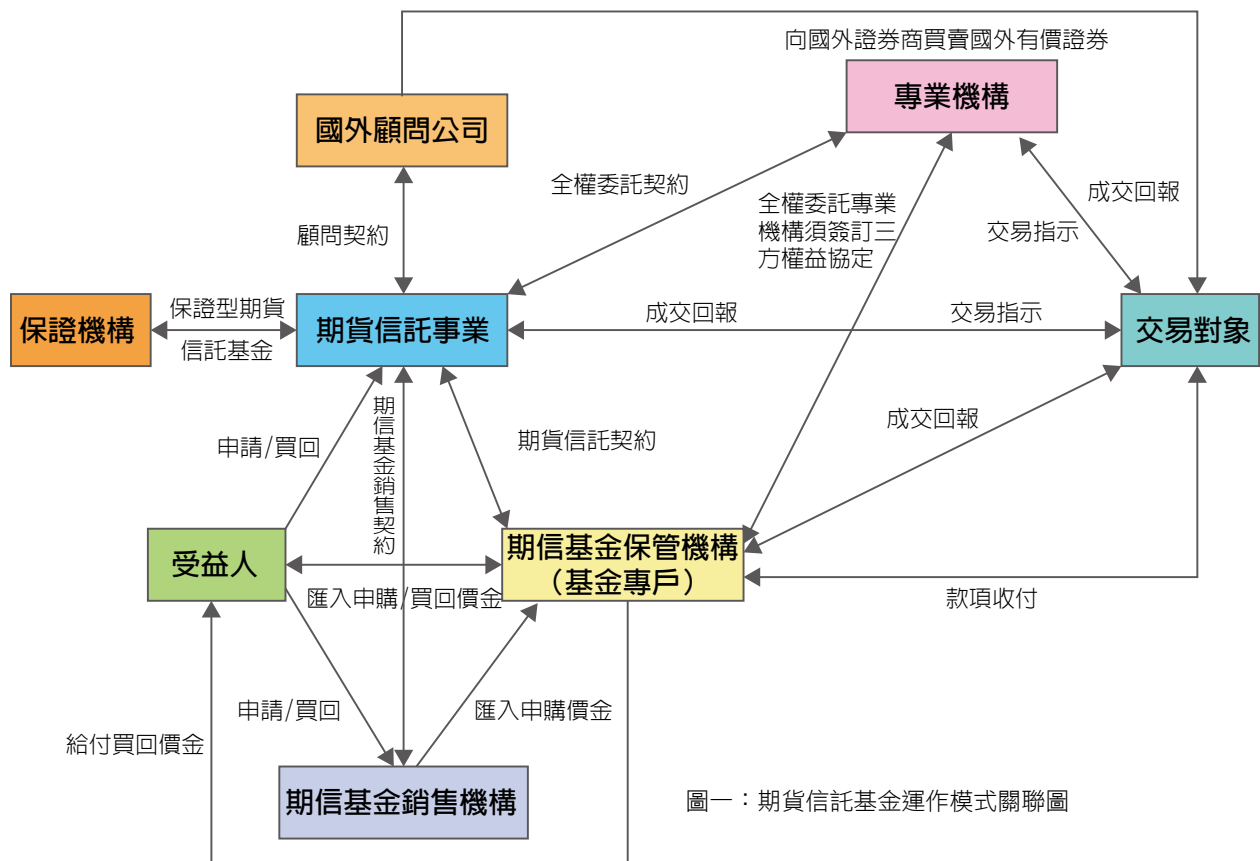 向國外證券商買賣國外有價證券
專業機構
國外顧問公司
全權委託契約
全權委託專業
機構須簽訂三
方權益協定
成交回報
交易指示
顧問契約
保證機構
保證型期貨
信託基金
期貨信託事業
成交回報
交易指示
交易對象
申請/買回
期信基金銷售契約
期貨信託契約
成交回報
受益人
期信基金保管機構
（基金專戶）
匯入申購/買回價金
款項收付
申請/買回
匯入申購價金
給付買回價金
期信基金銷售機構
圖一：期貨信託基金運作模式關聯圖